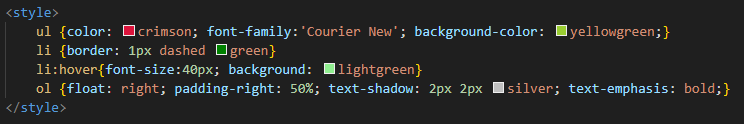 <style>
ul {color: crimson; font-family:'Courier New'; background-color: yellowgreen;}
li {border: 1px dashed green}
li:hover{font-size:40px; background: lightgreen}
ol {float: right; padding-right: 50%; text-shadow: 2px 2px silver; text-emphasis: bold;}
</style>